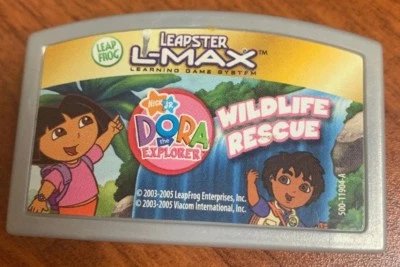 LEAP
FROG
LEAPSTER
L-MAX™
LEARNING GAME SYSTEM
NICK JR
DORA
the
EXPLORER
WILDLIFE
RESCUE
© 2003-2005 LeapFrog Enterprises, Inc.
© 2003-2005 Viacom International, Inc.
500-11904-A